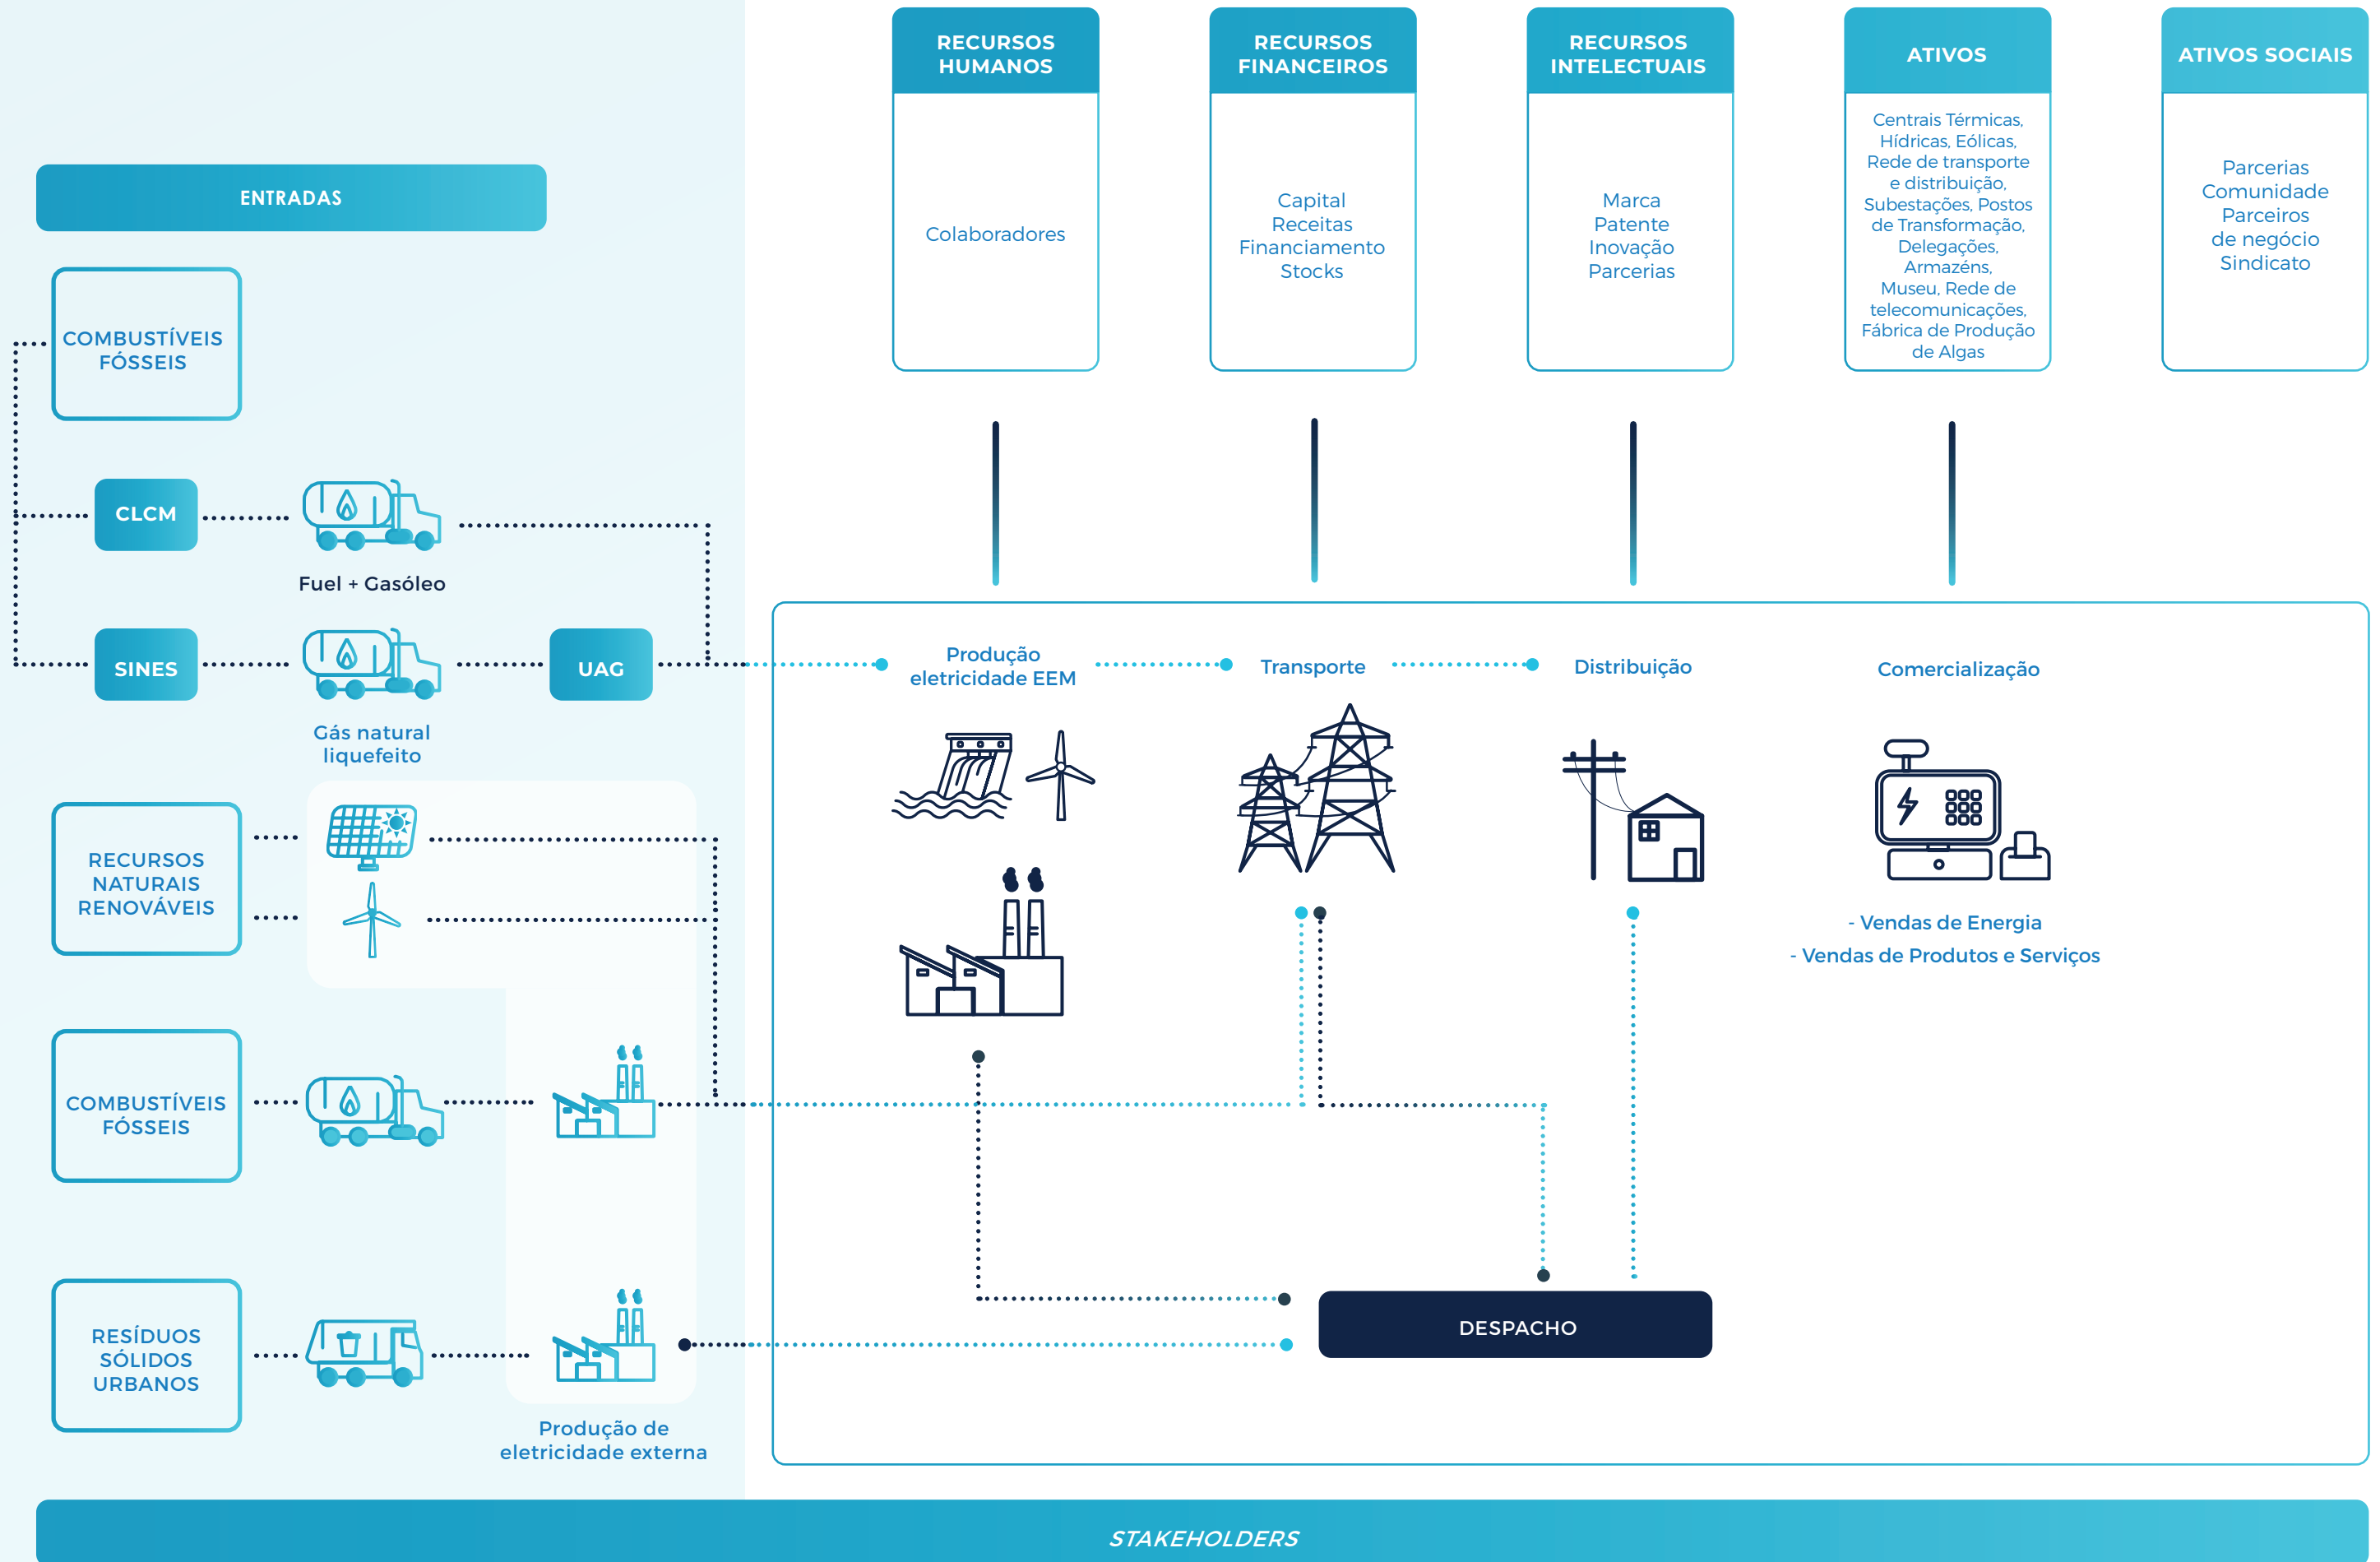 RECURSOS
HUMANOS
Colaboradores
RECURSOS
FINANCEIROS
Capital
Receitas
Financiamento
Stocks
RECURSOS
INTELECTUAIS
Marca
Patente
Inovação
Parcerias
ATIVOS
Centrais Térmicas,
Hídricas, Eólicas,
Rede de transporte
e distribuição,
Subestações, Postos
de Transformação,
Delegações,
Armazéns,
Museu, Rede de
telecomunicações,
Fábrica de Produção
de Algas
ATIVOS SOCIAIS
Parcerias
Comunidade
Parceiros
de negócio
Sindicato
ENTRADAS
COMBUSTÍVEIS
FÓSSEIS
CLCM
Fuel + Gasóleo
SINES
Gás natural
liquefeito
UAG
RECURSOS
NATURAIS
RENOVÁVEIS
COMBUSTÍVEIS
FÓSSEIS
RESÍDUOS
SÓLIDOS
URBANOS
Produção de
eletricidade externa
Produção
eletricidade EEM
Transporte
Distribuição
Comercialização
- Vendas de Energia
- Vendas de Produtos e Serviços
DESPACHO
STAKEHOLDERS